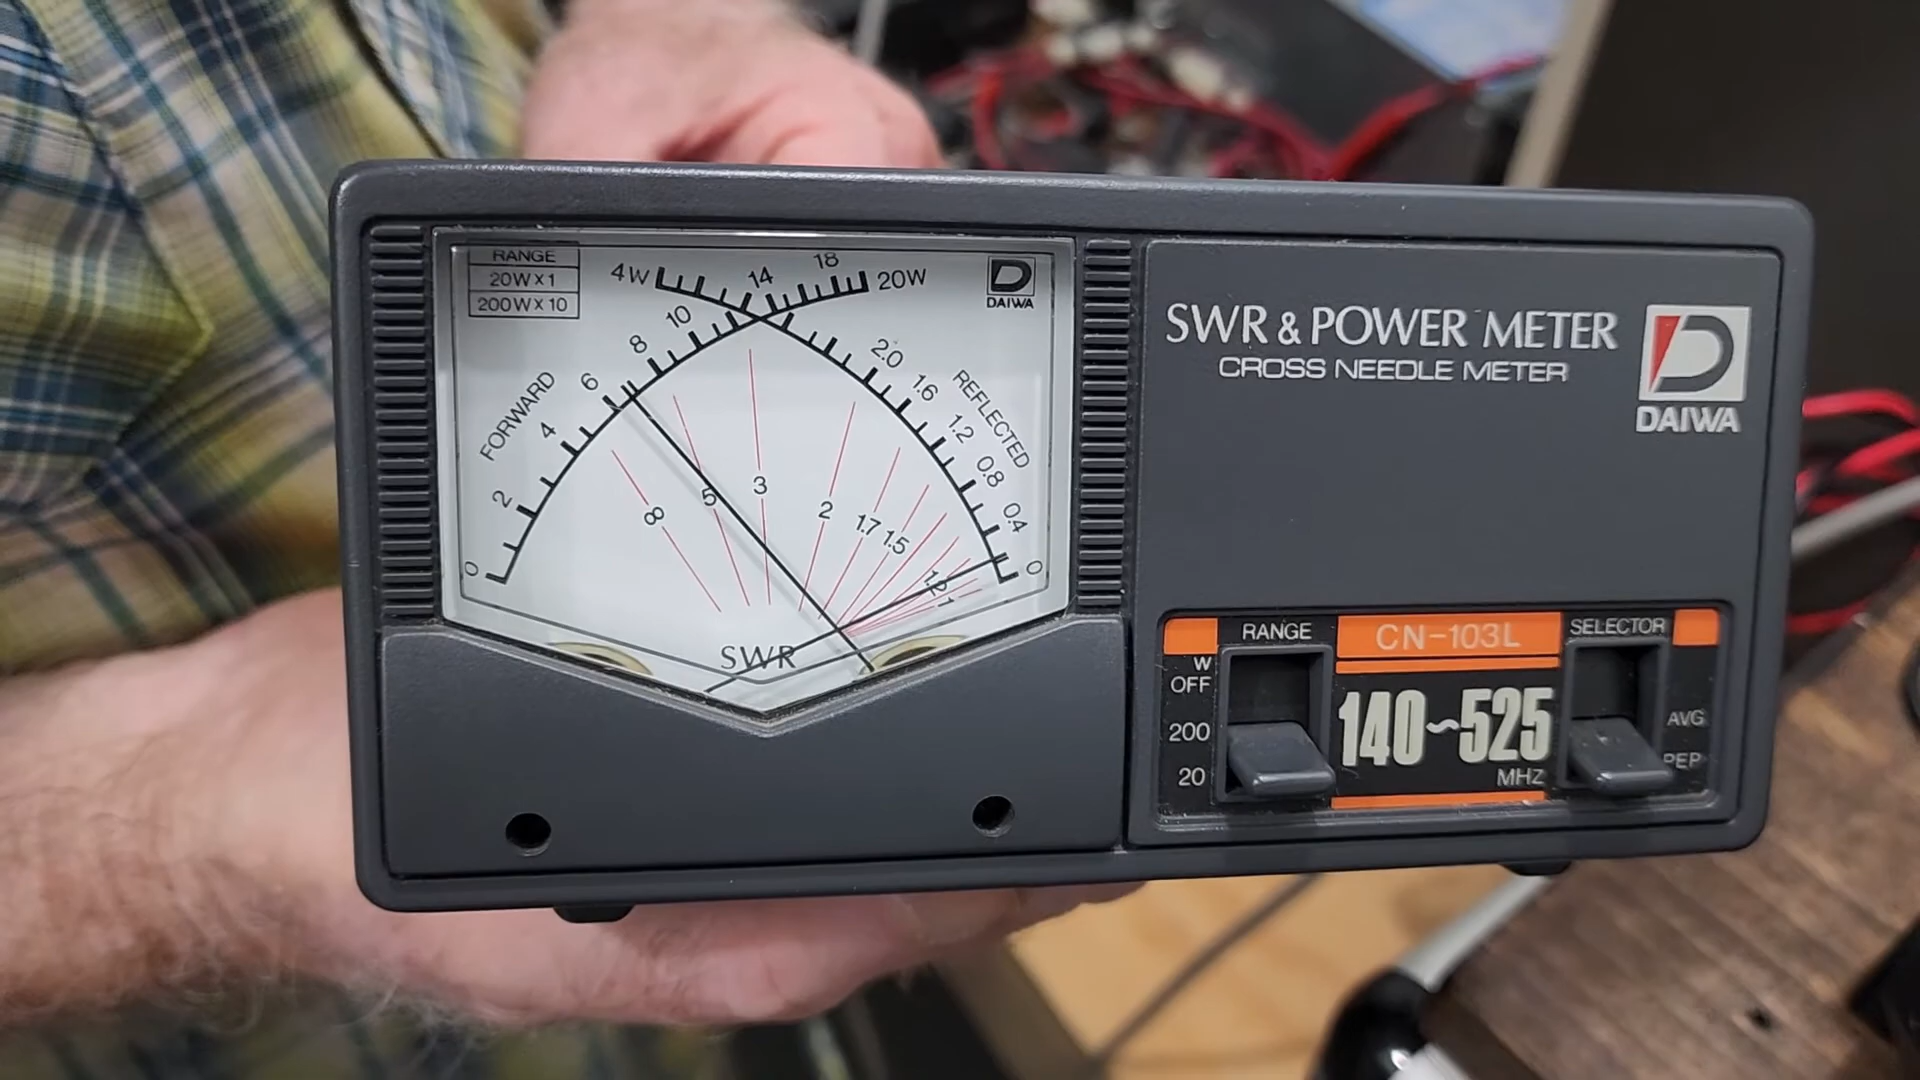 RANGE
20W X 1
200W X 10
4W
14
18
20W
DAIWA
FORWARD
0
2
4
6
8
10
REFLECTED
2.0
1.6
1.2
0.8
0.4
0
∞
5
3
2
1.7
1.5
1.2
1
SWR
SWR & POWER METER
CROSS NEEDLE METER
DAIWA
RANGE
CN-103L
SELECTOR
W
OFF
200
20
140~525
MHZ
AVG
PEP